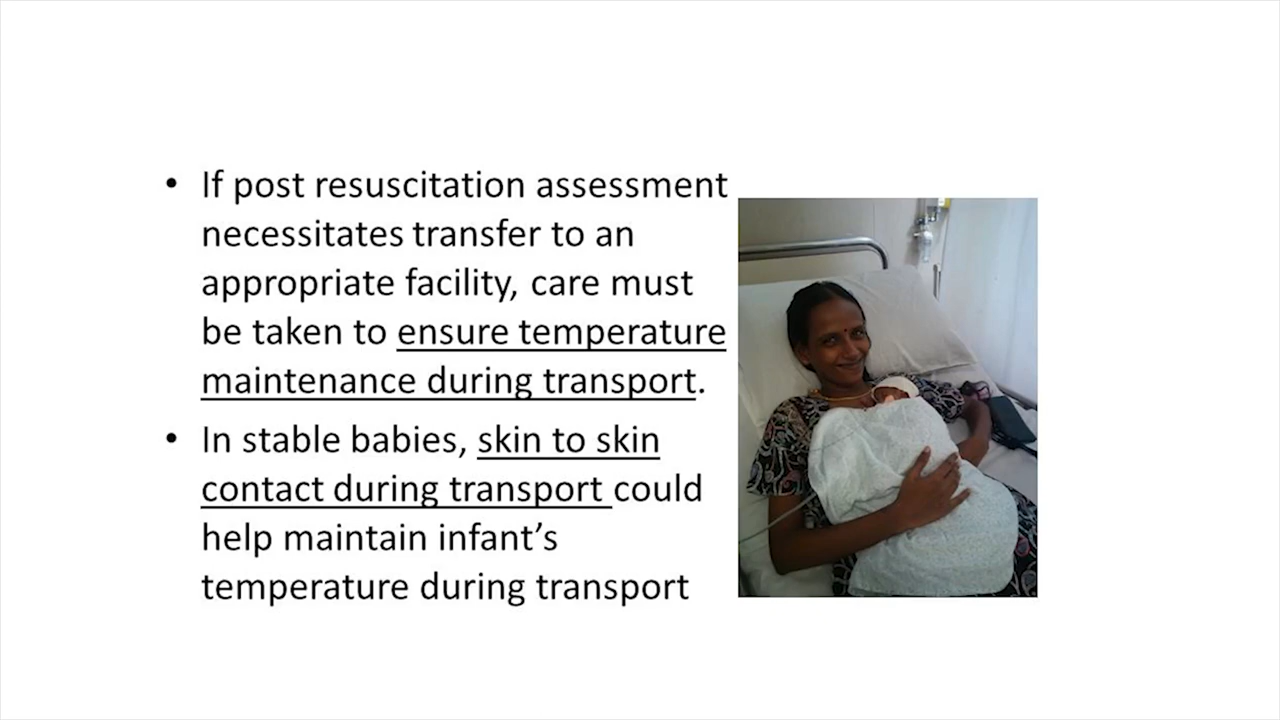 • If post resuscitation assessment
necessitates transfer to an
appropriate facility, care must
be taken to ensure temperature
maintenance during transport.
• In stable babies, skin to skin
contact during transport could
help maintain infant’s
temperature during transport